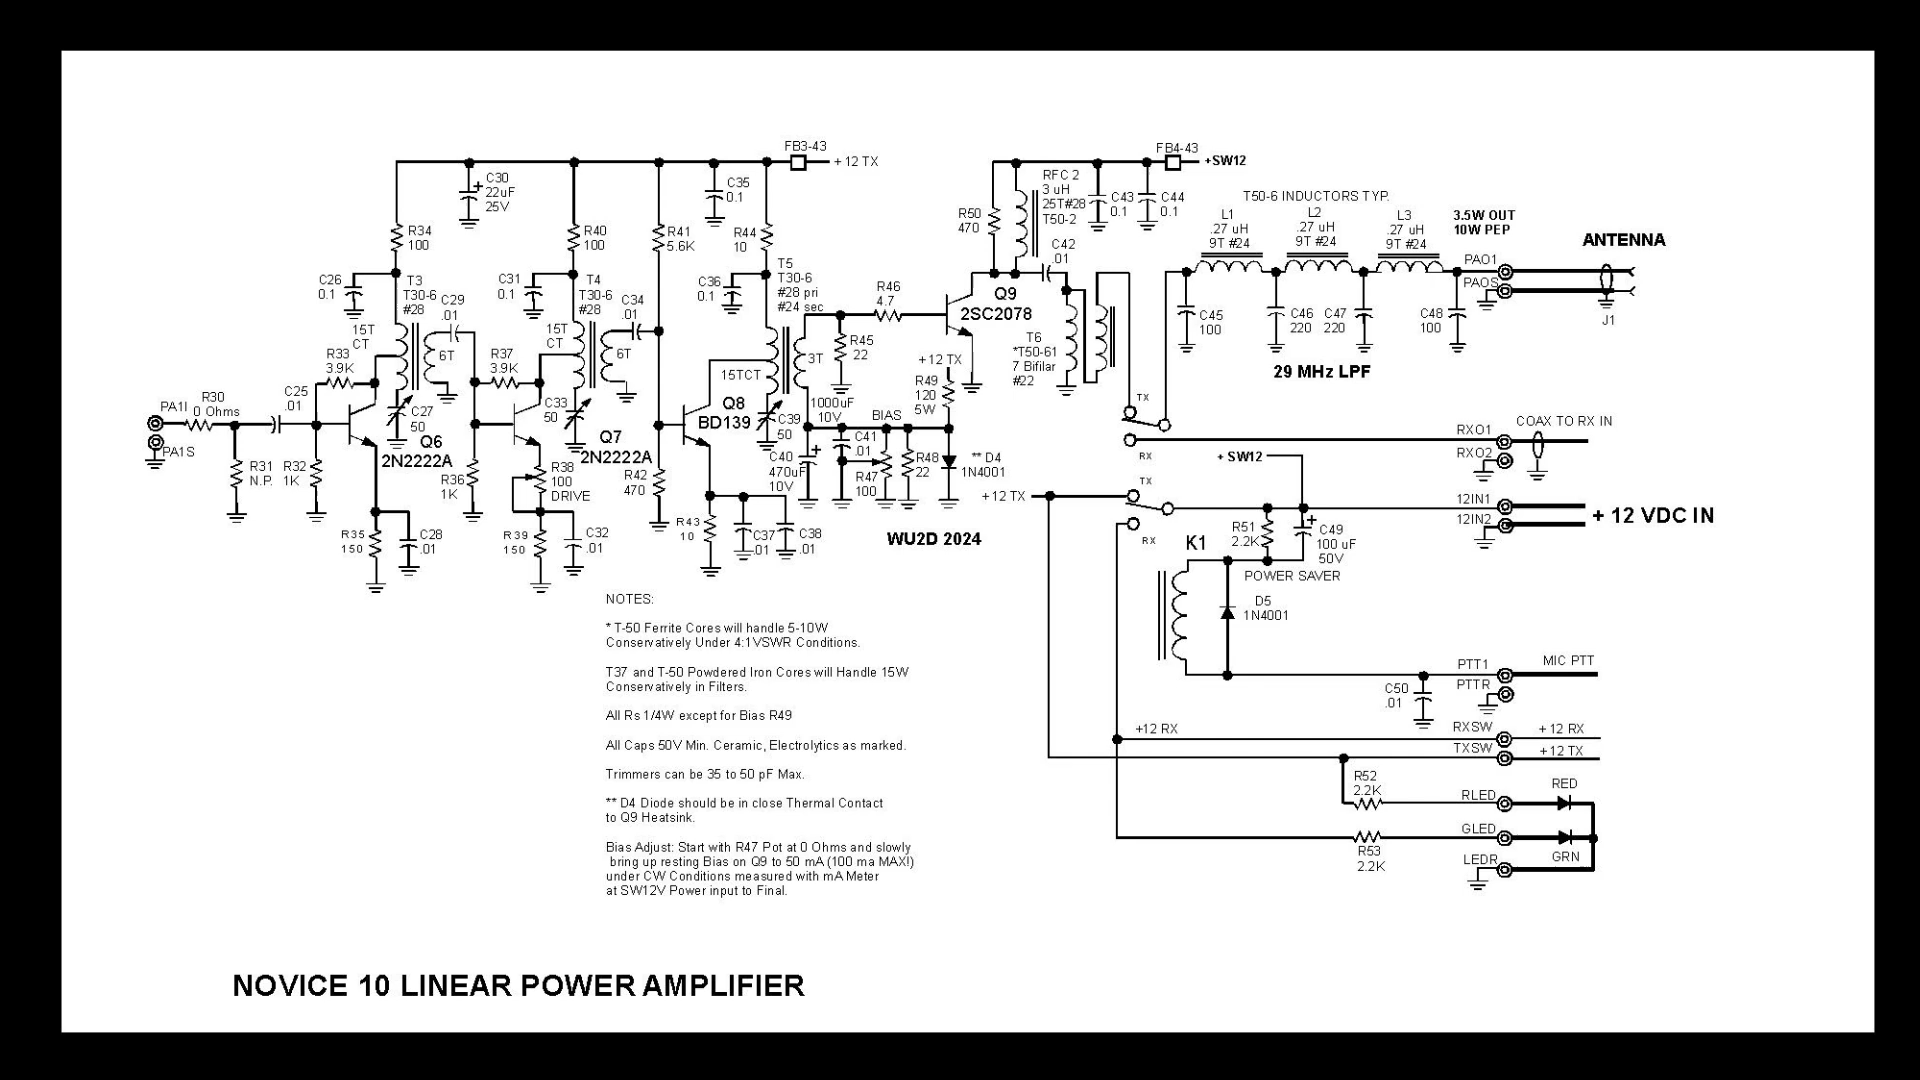 FB3-43
+ 12 TX
C30
22uF
25V
C35
0.1
R34
100
R40
100
R41
5.6K
R44
10
C26
0.1
T3
T30-6
#28
C29
.01
15T
CT
6T
R33
3.9K
C31
0.1
T4
T30-6
#28
C34
.01
15T
CT
6T
R37
3.9K
C36
0.1
T5
T30-6
#28 pri
#24 sec
15TCT
3T
PA1I
PA1S
R30
0 Ohms
C25
.01
R31
N.P.
R32
1K
C27
50
Q6
2N2222A
R35
150
C28
.01
R36
1K
C33
50
Q7
2N2222A
R38
100
DRIVE
R39
150
C32
.01
R42
470
Q8
BD139
R43
10
C37
.01
C38
.01
C39
50
1000uF
10V
C40
470uF
10V
BIAS
C41
.01
R47
100
R48
22
** D4
1N4001
R46
4.7
R45
22
+12 TX
R49
120
5W
WU2D 2024
R50
470
RFC 2
3 uH
25T#28
T50-2
C42
.01
Q9
2SC2078
T6
*T50-61
7 Bifilar
#22
C43
0.1
C44
0.1
FB4-43
+SW12
T50-6 INDUCTORS TYP.
L1
.27 uH
9T #24
L2
.27 uH
9T #24
L3
.27 uH
9T #24
C45
100
C46
220
C47
220
C48
100
29 MHz LPF
3.5W OUT
10W PEP
PAO1
PAOS
ANTENNA
J1
TX
RX
RXO1
RXO2
COAX TO RX IN
+ SW12
+12 TX
TX
RX
12IN1
12IN2
+ 12 VDC IN
R51
2.2K
C49
100 uF
50V
K1
POWER SAVER
D5
1N4001
PTT1
PTTR
MIC PTT
C50
.01
+12 RX
RXSW
+ 12 RX
TXSW
+12 TX
R52
2.2K
RLED
RED
R53
2.2K
GLED
GRN
LEDR
NOTES:
* T-50 Ferrite Cores will handle 5-10W
Conservatively Under 4:1VSWR Conditions.
T37 and T-50 Powdered Iron Cores will Handle 15W
Conservatively in Filters.
All Rs 1/4W except for Bias R49
All Caps 50V Min. Ceramic, Electrolytics as marked.
Trimmers can be 35 to 50 pF Max.
** D4 Diode should be in close Thermal Contact
to Q9 Heatsink.
Bias Adjust: Start with R47 Pot at 0 Ohms and slowly
bring up resting Bias on Q9 to 50 mA (100 ma MAX!)
under CW Conditions measured with mA Meter
at SW12V Power input to Final.
NOVICE 10 LINEAR POWER AMPLIFIER